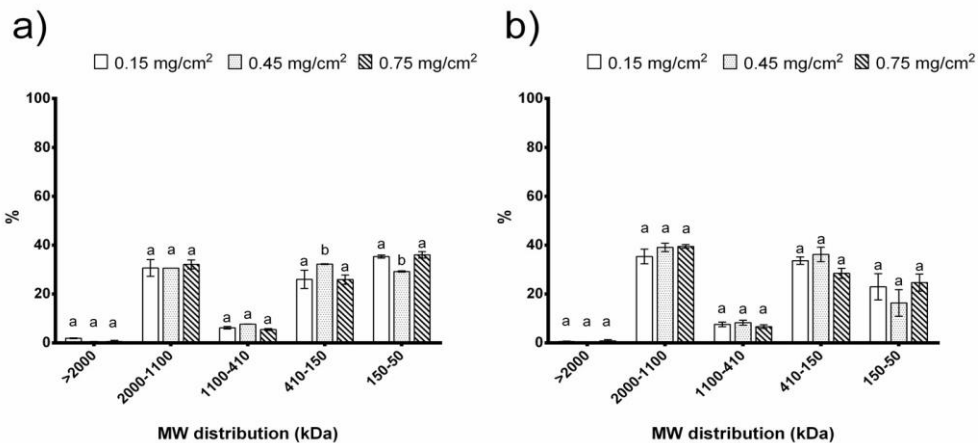 a)
0.15 mg/cm² 0.45 mg/cm² 0.75 mg/cm²
100
80
60
40
20
0
%
a a a
a a a
a a a
a b a
a b a
>2000
2000-1100
1100-410
410-150
150-50
MW distribution (kDa)
b)
0.15 mg/cm² 0.45 mg/cm² 0.75 mg/cm²
100
80
60
40
20
0
%
a a a
a a a
a a a
a a a
a a a
>2000
2000-1100
1100-410
410-150
150-50
MW distribution (kDa)